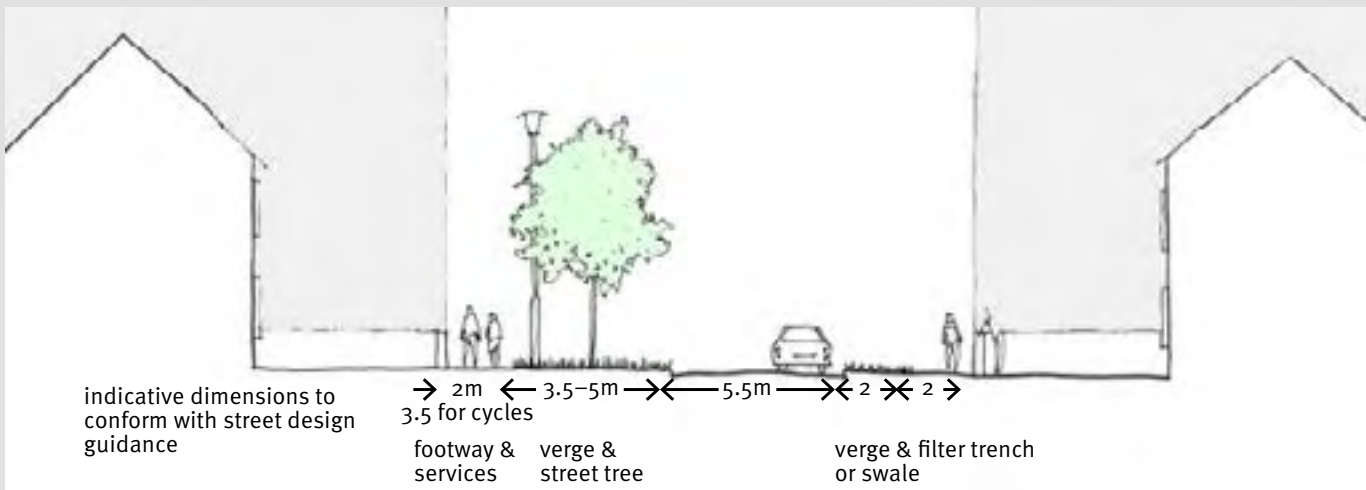 2m
3.5–5m
5.5m
2
2
indicative dimensions to
conform with street design
guidance
3.5 for cycles
footway &
services
verge &
street tree
verge & filter trench
or swale